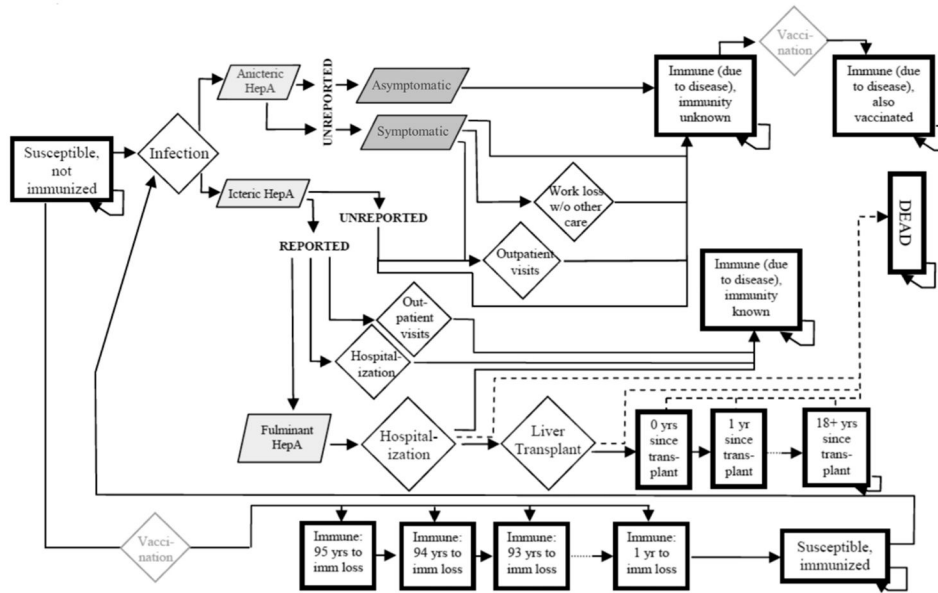 Susceptible,
not
immunized
Infection
Anicteric
HepA
UNREPORTED
Asymptomatic
Symptomatic
Icteric HepA
UNREPORTED
REPORTED
Work loss
w/o other
care
Outpatient
visits
Out-
patient
visits
Hospital-
ization
Immune (due
to disease),
immunity
unknown
Vacci-
nation
Immune (due
to disease),
also
vaccinated
DEAD
Immune (due
to disease),
immunity
known
Fulminant
HepA
Hospital-
ization
Liver
Transplant
0 yrs
since
trans-
plant
1 yr
since
trans-
plant
18+ yrs
since
trans-
plant
Vacci-
nation
Immune:
95 yrs to
imm loss
Immune:
94 yrs to
imm loss
Immune:
93 yrs to
imm loss
Immune:
1 yr to
imm loss
Susceptible,
immunized